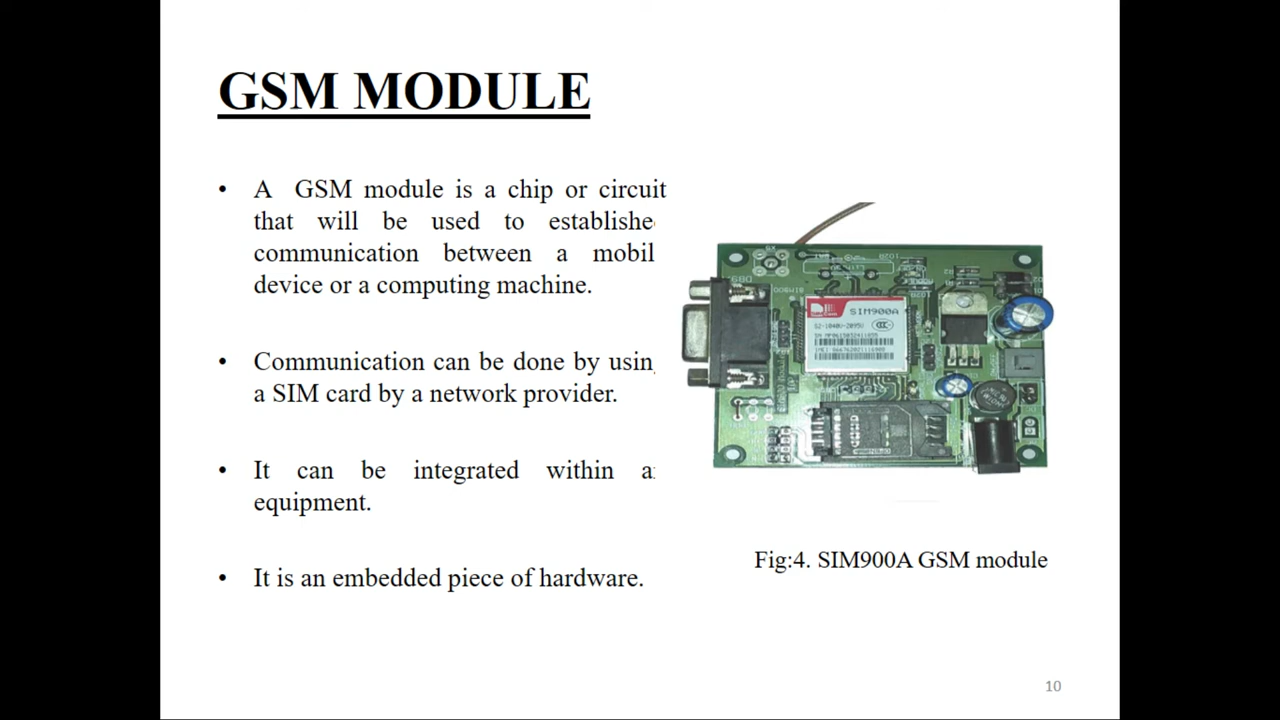 GSM MODULE
• A GSM module is a chip or circuit
that will be used to establishe
communication between a mobil
device or a computing machine.
• Communication can be done by usin
a SIM card by a network provider.
• It can be integrated within a
equipment.
• It is an embedded piece of hardware.
SIM900A
Fig:4. SIM900A GSM module
10